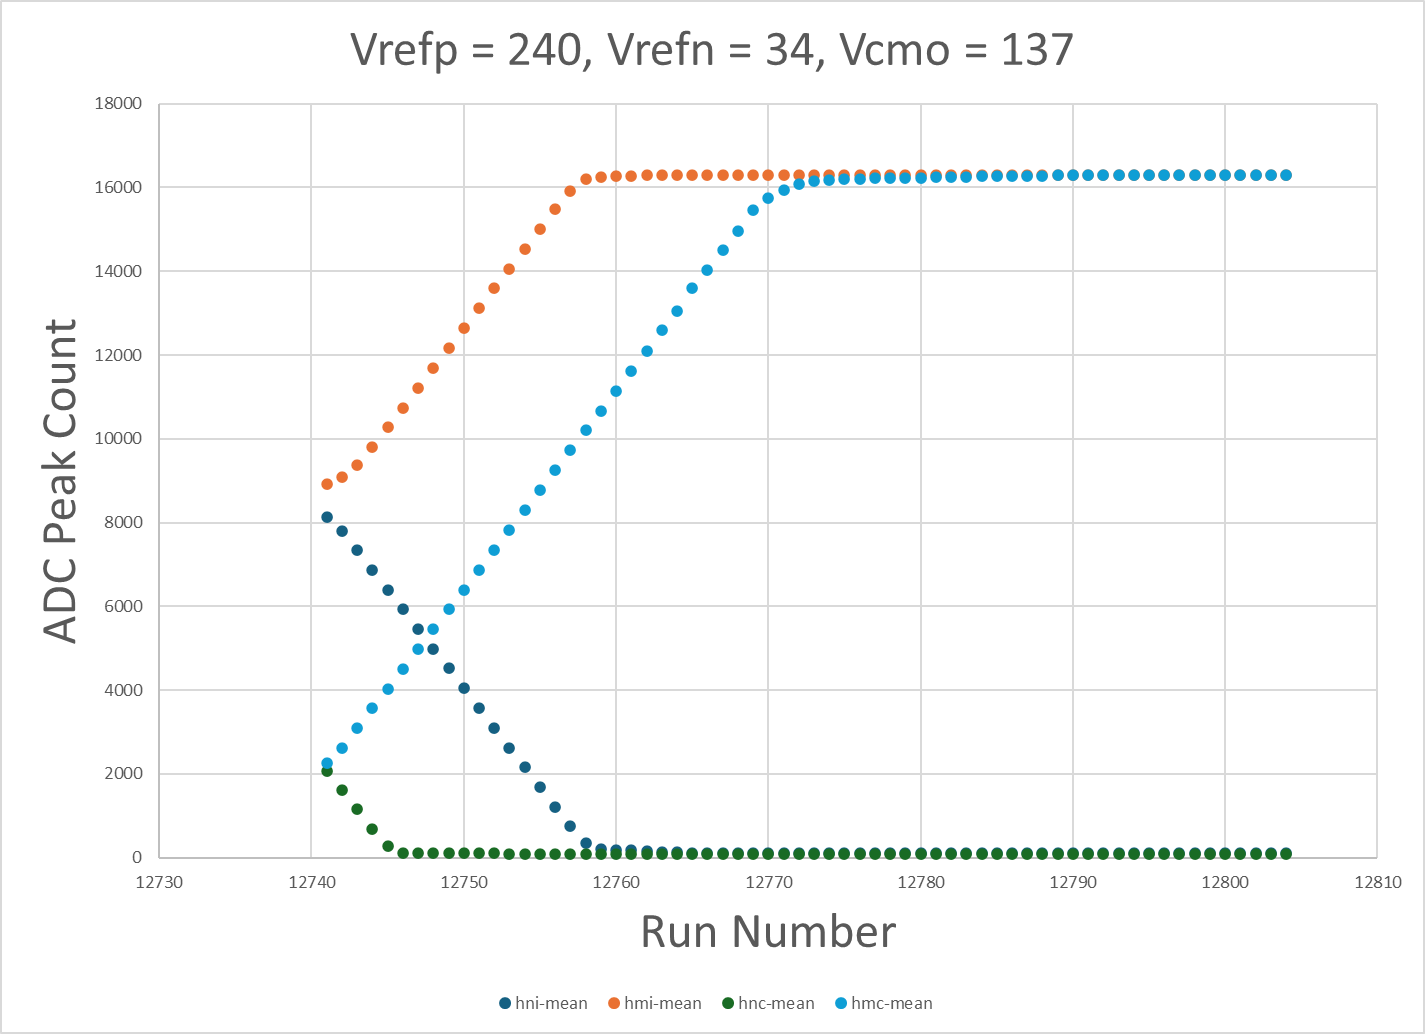 Vrefp = 240, Vrefn = 34, Vcmo = 137
18000
16000
14000
12000
10000
8000
6000
4000
2000
0
ADC Peak Count
12730 12740 12750 12760 12770 12780 12790 12800 12810
Run Number
hni-mean hmi-mean hnc-mean hmc-mean